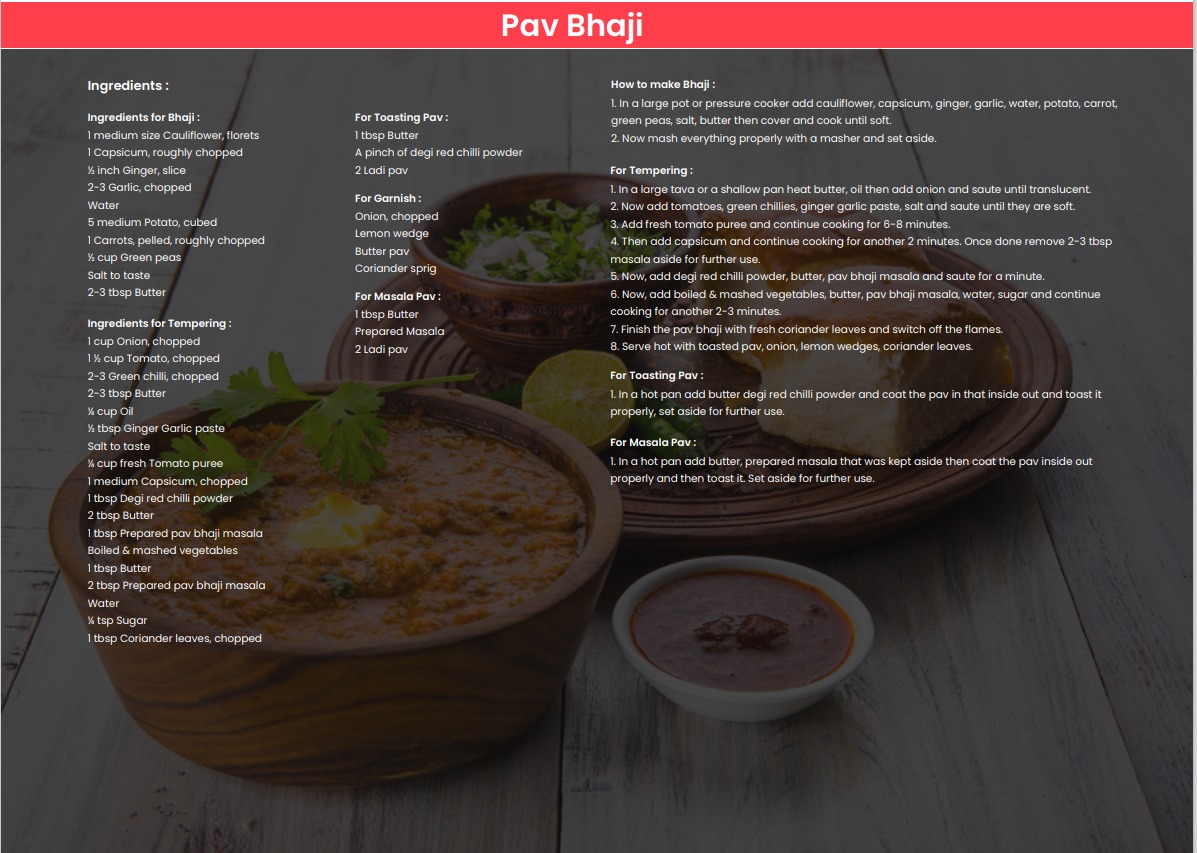 Pav Bhaji
Ingredients :
Ingredients for Bhaji :
1 medium size Cauliflower, florets
1 Capsicum, roughly chopped
½ inch Ginger, slice
2-3 Garlic, chopped
Water
5 medium Potato, cubed
1 Carrots, pelled, roughly chopped
½ cup Green peas
Salt to taste
2-3 tbsp Butter
Ingredients for Tempering :
1 cup Onion, chopped
1 ½ cup Tomato, chopped
2-3 Green chilli, chopped
2-3 tbsp Butter
¼ cup Oil
½ tbsp Ginger Garlic paste
Salt to taste
¼ cup fresh Tomato puree
1 medium Capsicum, chopped
1 tbsp Degi red chilli powder
2 tbsp Butter
1 tbsp Prepared pav bhaji masala
Boiled & mashed vegetables
1 tbsp Butter
2 tbsp Prepared pav bhaji masala
Water
¼ tsp Sugar
1 tbsp Coriander leaves, chopped
For Toasting Pav :
1 tbsp Butter
A pinch of degi red chilli powder
2 Ladi pav
For Garnish :
Onion, chopped
Lemon wedge
Butter pav
Coriander sprig
For Masala Pav :
1 tbsp Butter
Prepared Masala
2 Ladi pav
How to make Bhaji :
1. In a large pot or pressure cooker add cauliflower, capsicum, ginger, garlic, water, potato, carrot,
green peas, salt, butter then cover and cook until soft.
2. Now mash everything properly with a masher and set aside.
For Tempering :
1. In a large tava or a shallow pan heat butter, oil then add onion and saute until translucent.
2. Now add tomatoes, green chillies, ginger garlic paste, salt and saute until they are soft.
3. Add fresh tomato puree and continue cooking for 6-8 minutes.
4. Then add capsicum and continue cooking for another 2 minutes. Once done remove 2-3 tbsp
masala aside for further use.
5. Now, add degi red chilli powder, butter, pav bhaji masala and saute for a minute.
6. Now, add boiled & mashed vegetables, butter, pav bhaji masala, water, sugar and continue
cooking for another 2-3 minutes.
7. Finish the pav bhaji with fresh coriander leaves and switch off the flames.
8. Serve hot with toasted pav, onion, lemon wedges, coriander leaves.
For Toasting Pav :
1. In a hot pan add butter degi red chilli powder and coat the pav in that inside out and toast it
properly, set aside for further use.
For Masala Pav :
1. In a hot pan add butter, prepared masala that was kept aside then coat the pav inside out
properly and then toast it. Set aside for further use.